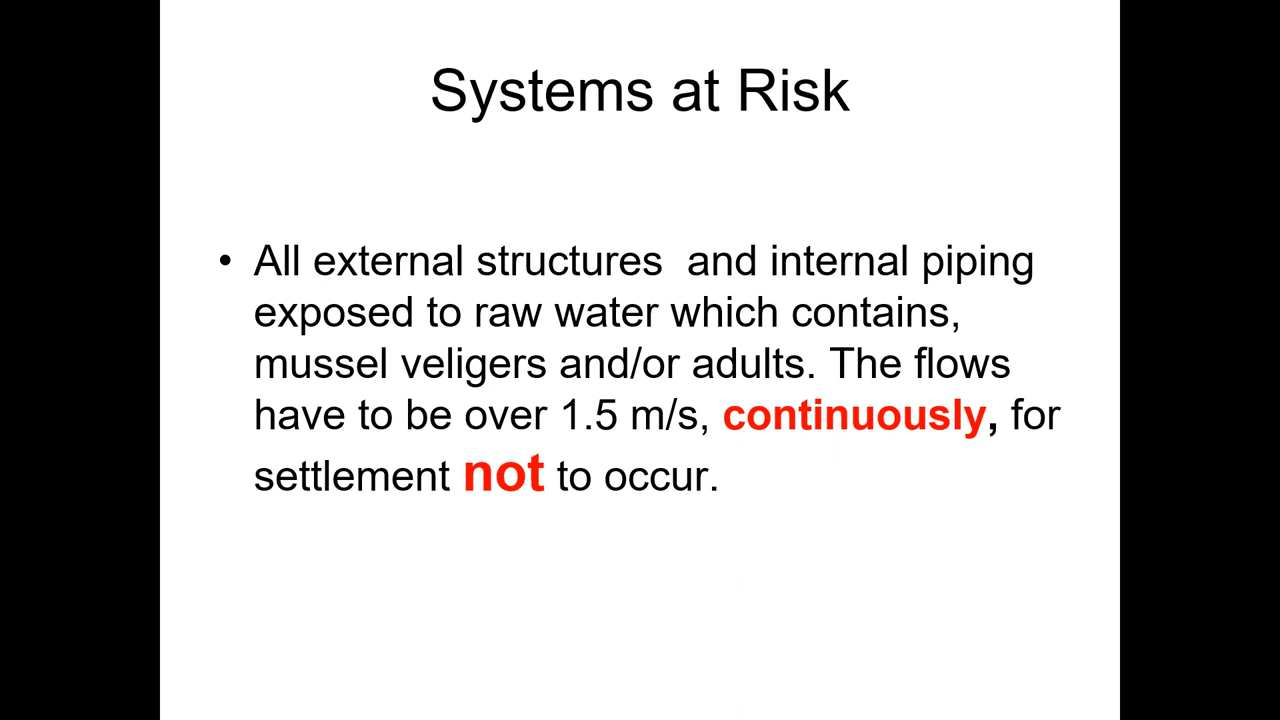 Systems at Risk
• All external structures  and internal piping
exposed to raw water which contains,
mussel veligers and/or adults. The flows
have to be over 1.5 m/s, continuously, for
settlement not to occur.